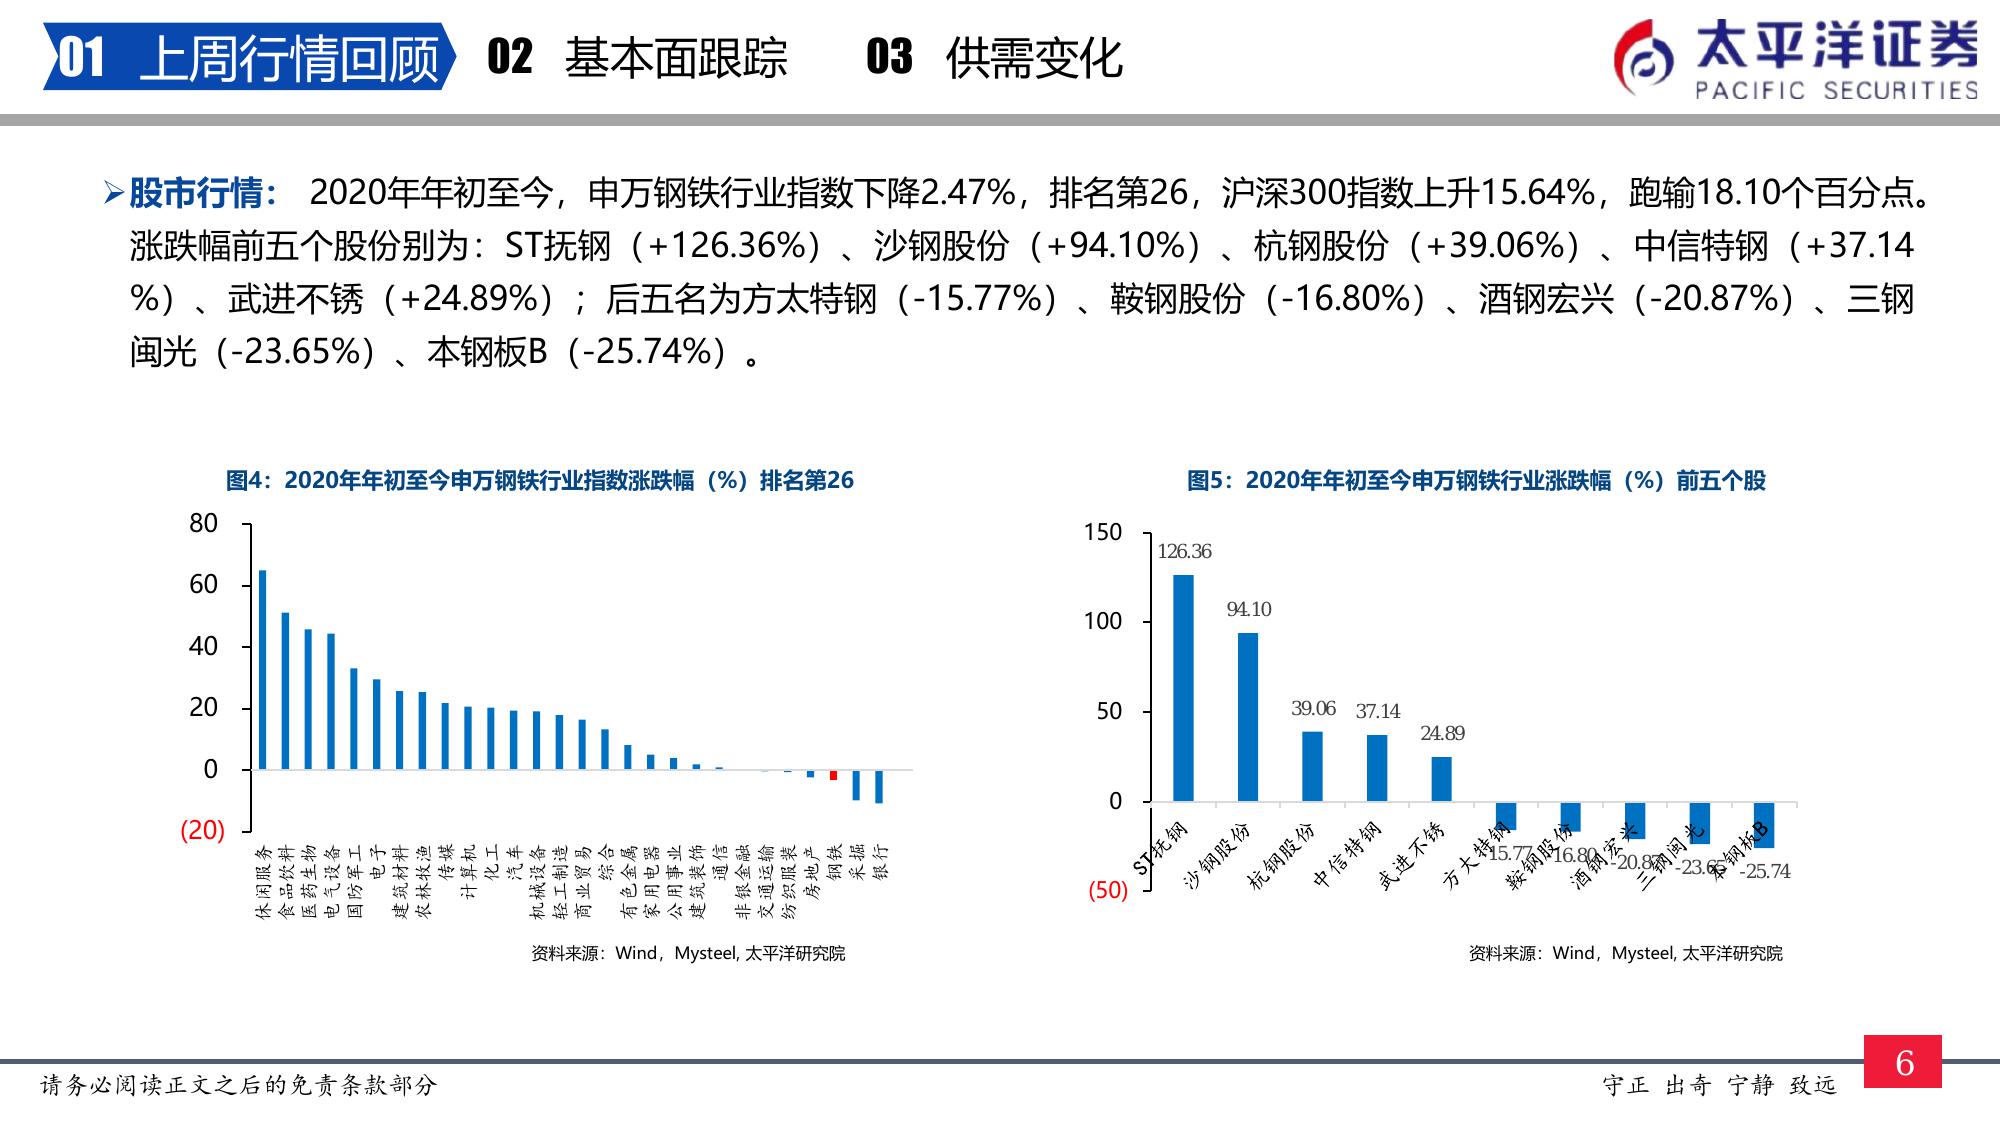 01 上周行情回顾 02 基本面跟踪 03 供需变化
太平洋证券
PACIFIC SECURITIES
➢股市行情： 2020年年初至今，申万钢铁行业指数下降2.47%，排名第26，沪深300指数上升15.64%，跑输18.10个百分点。
涨跌幅前五个股份别为：ST抚钢（+126.36%）、沙钢股份（+94.10%）、杭钢股份（+39.06%）、中信特钢（+37.14
%）、武进不锈（+24.89%）；后五名为方太特钢（-15.77%）、鞍钢股份（-16.80%）、酒钢宏兴（-20.87%）、三钢
闽光（-23.65%）、本钢板B（-25.74%）。
图4：2020年年初至今申万钢铁行业指数涨跌幅（%）排名第26
80
60
40
20
0
(20)
休闲服务
食品饮料
医药生物
电气设备
国防军工
电子
建筑材料
农林牧渔
传媒
计算机
化工
汽车
机械设备
轻工制造
商业贸易
综合
有色金属
家用电器
公用事业
建筑装饰
通信
非银金融
交通运输
纺织服装
房地产
钢铁
采掘
银行
资料来源：Wind，Mysteel, 太平洋研究院
图5：2020年年初至今申万钢铁行业涨跌幅（%）前五个股
150
100
50
0
(50)
126.36
94.10
39.06
37.14
24.89
-15.77
-16.80
-20.87
-23.65
-25.74
ST抚钢
沙钢股份
杭钢股份
中信特钢
武进不锈
方大特钢
鞍钢股份
酒钢宏兴
三钢闽光
本钢板B
资料来源：Wind，Mysteel, 太平洋研究院
请务必阅读正文之后的免责条款部分
守正 出奇 宁静 致远
6